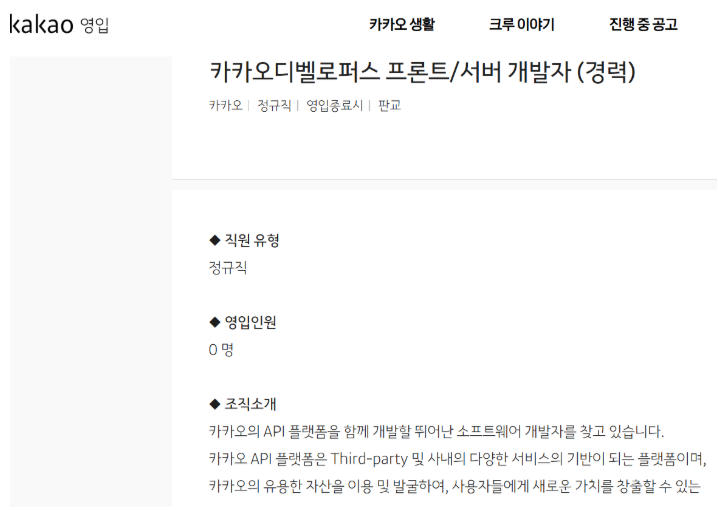 kakao 영입 카카오 생활 크루 이야기 진행 중 공고
카카오디벨로퍼스 프론트/서버 개발자 (경력)
카카오 | 정규직 | 영입종료시 | 판교
◆ 직원 유형
정규직
◆ 영입인원
0 명
◆ 조직소개
카카오의 API 플랫폼을 함께 개발할 뛰어난 소프트웨어 개발자를 찾고 있습니다.
카카오 API 플랫폼은 Third-party 및 사내의 다양한 서비스의 기반이 되는 플랫폼이며,
카카오의 유용한 자산을 이용 및 발굴하여, 사용자들에게 새로운 가치를 창출할 수 있는